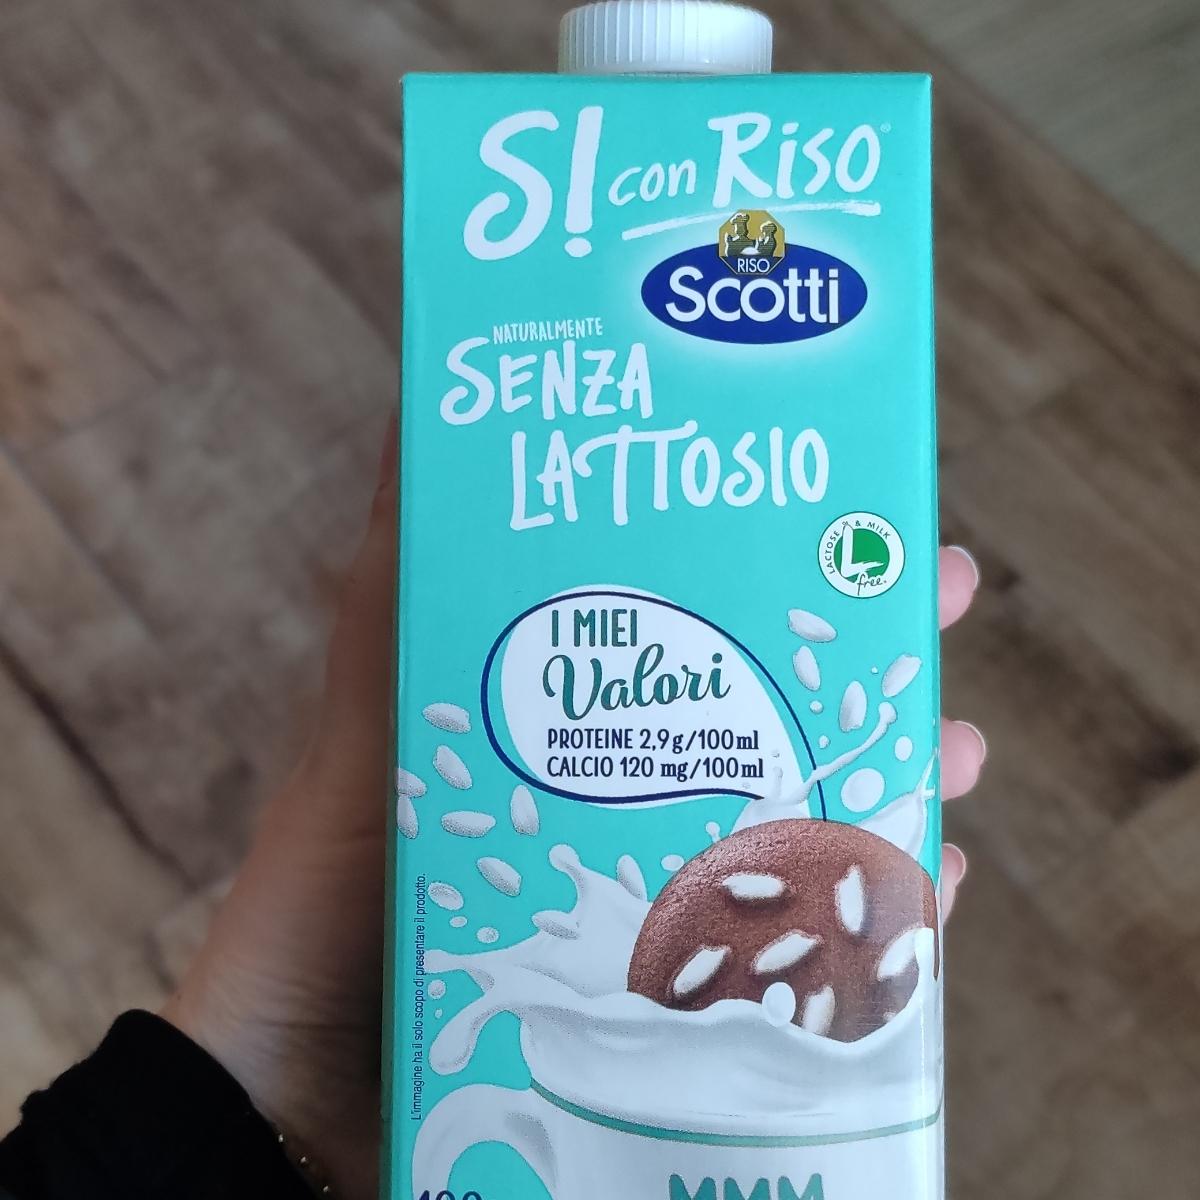 S! con Riso®
RISO
Scotti
NATURALMENTE
SENZA
LATTOSIO
LACTOSE & MILK
free.
I MIEI
Valori
PROTEINE 2,9 g/100 ml
CALCIO 120 mg/100 ml
L'immagine ha il solo scopo di presentare il prodotto.
MMM